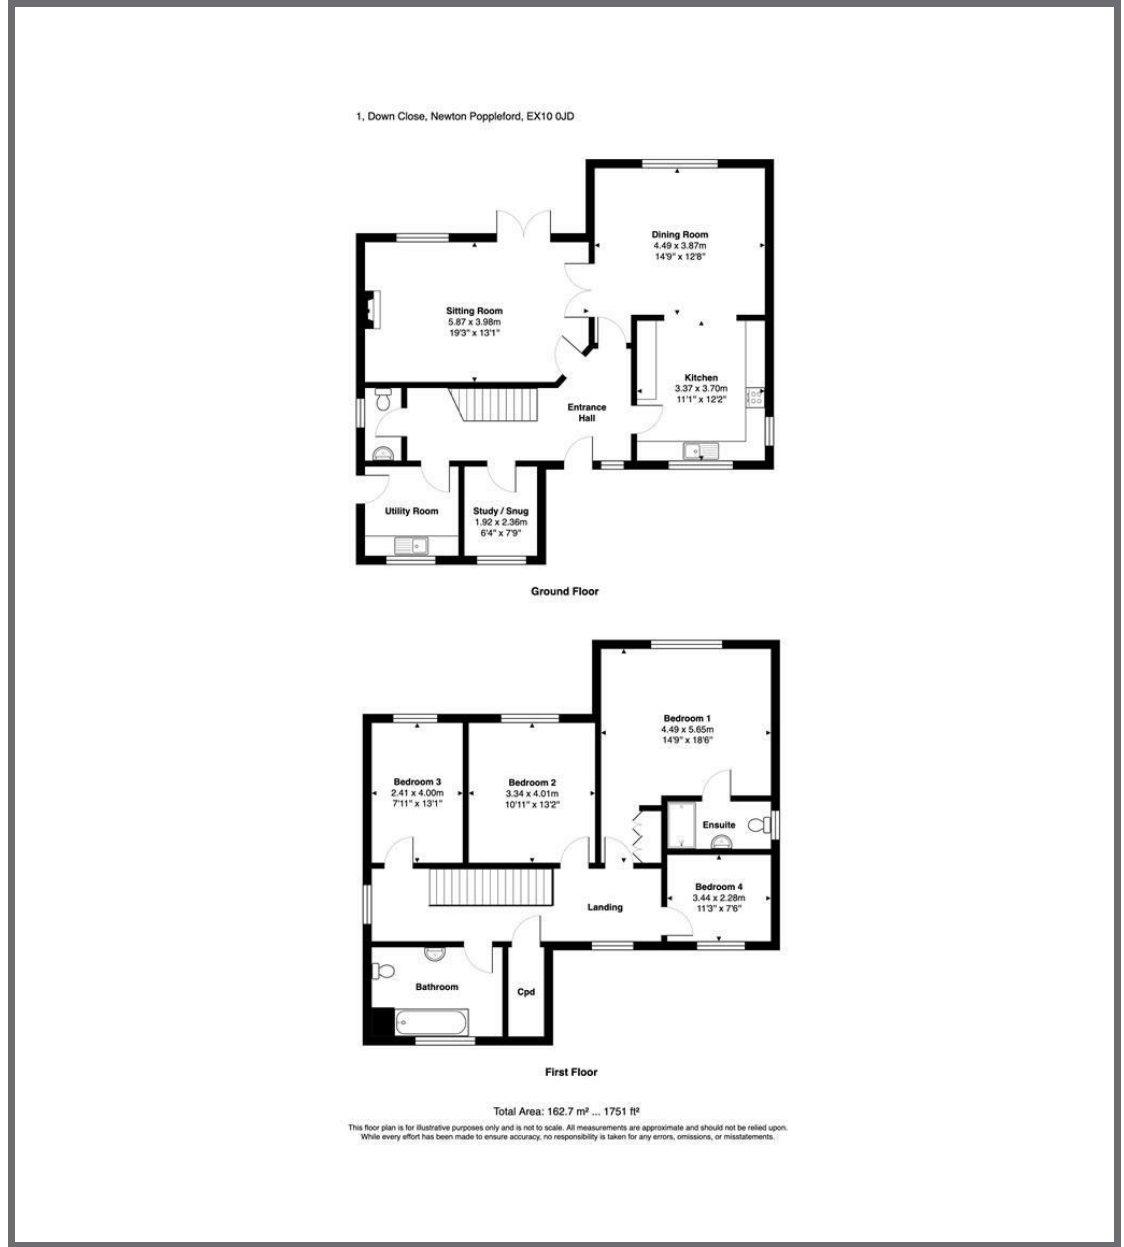 1, Down Close, Newton Poppleford, EX10 0JD
Dining Room
4.49 x 3.87m
14'9" x 12'8"
Sitting Room
5.87 x 3.98m
19'3" x 13'1"
Kitchen
3.37 x 3.70m
11'1" x 12'2"
Entrance
Hall
Utility Room
Study / Snug
1.92 x 2.36m
6'4" x 7'9"
Ground Floor
Bedroom 1
4.49 x 5.65m
14'9" x 18'6"
Bedroom 3
2.41 x 4.00m
7'11" x 13'1"
Bedroom 2
3.34 x 4.01m
10'11" x 13'2"
Ensuite
Bedroom 4
3.44 x 2.28m
11'3" x 7'6"
Landing
Bathroom
Cpd
First Floor
Total Area: 162.7 m² ... 1751 ft²
This floor plan is for illustrative purposes only and is not to scale. All measurements are approximate and should not be relied upon.
While every effort has been made to ensure accuracy, no responsibility is taken for any errors, omissions, or misstatements.